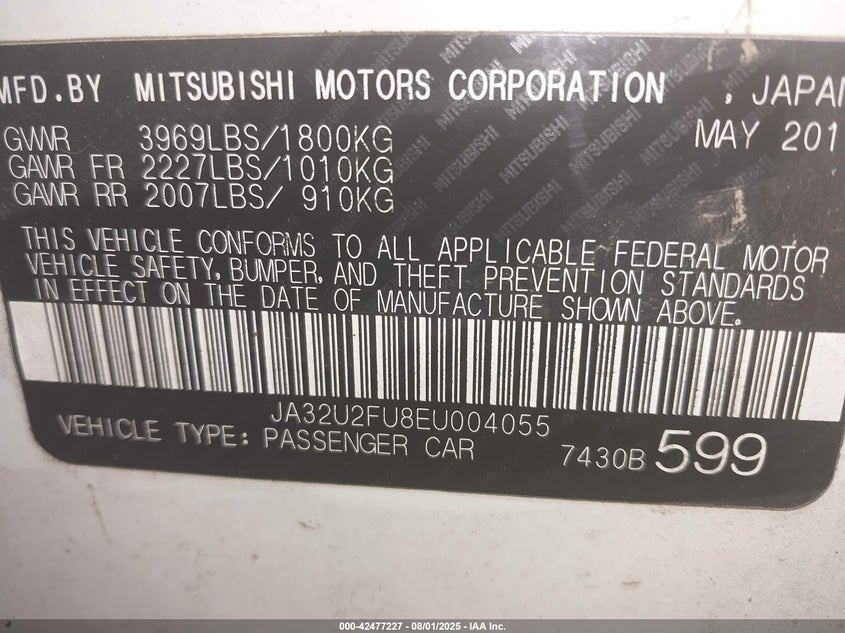 MFD.BY MITSUBISHI MOTORS CORPORATION , JAPAN
GVWR 3969LBS/1800KG MAY 201
GAWR FR 2227LBS/1010KG
GAWR RR 2007LBS/ 910KG
THIS VEHICLE CONFORMS TO ALL APPLICABLE FEDERAL MOTOR
VEHICLE SAFETY, BUMPER, AND THEFT PREVENTION STANDARDS
IN EFFECT ON THE DATE OF MANUFACTURE SHOWN ABOVE.
JA32U2FU8EU004055
VEHICLE TYPE: PASSENGER CAR 7430B 599
000-42477227 - 08/01/2025 - IAA Inc.